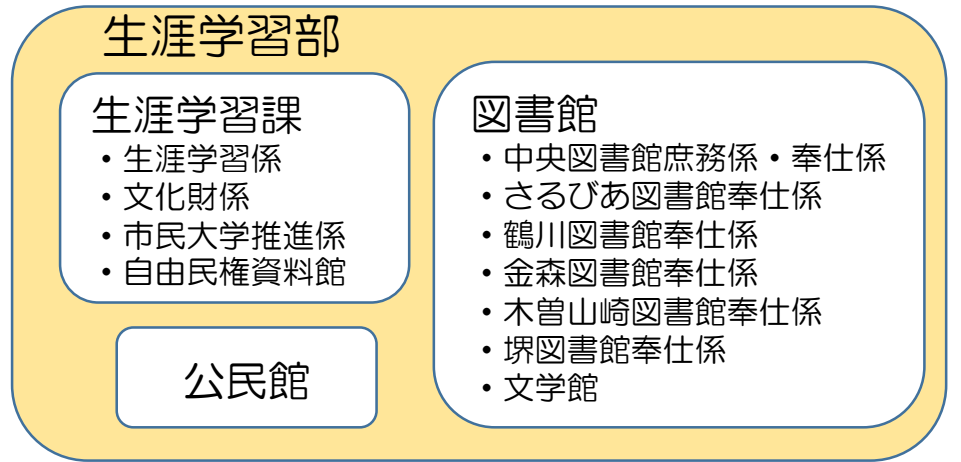 生涯学習部
生涯学習課
・生涯学習係
・文化財係
・市民大学推進係
・自由民権資料館
公民館
図書館
・中央図書館庶務係・奉仕係
・さるびあ図書館奉仕係
・鶴川図書館奉仕係
・金森図書館奉仕係
・木曽山崎図書館奉仕係
・堺図書館奉仕係
・文学館